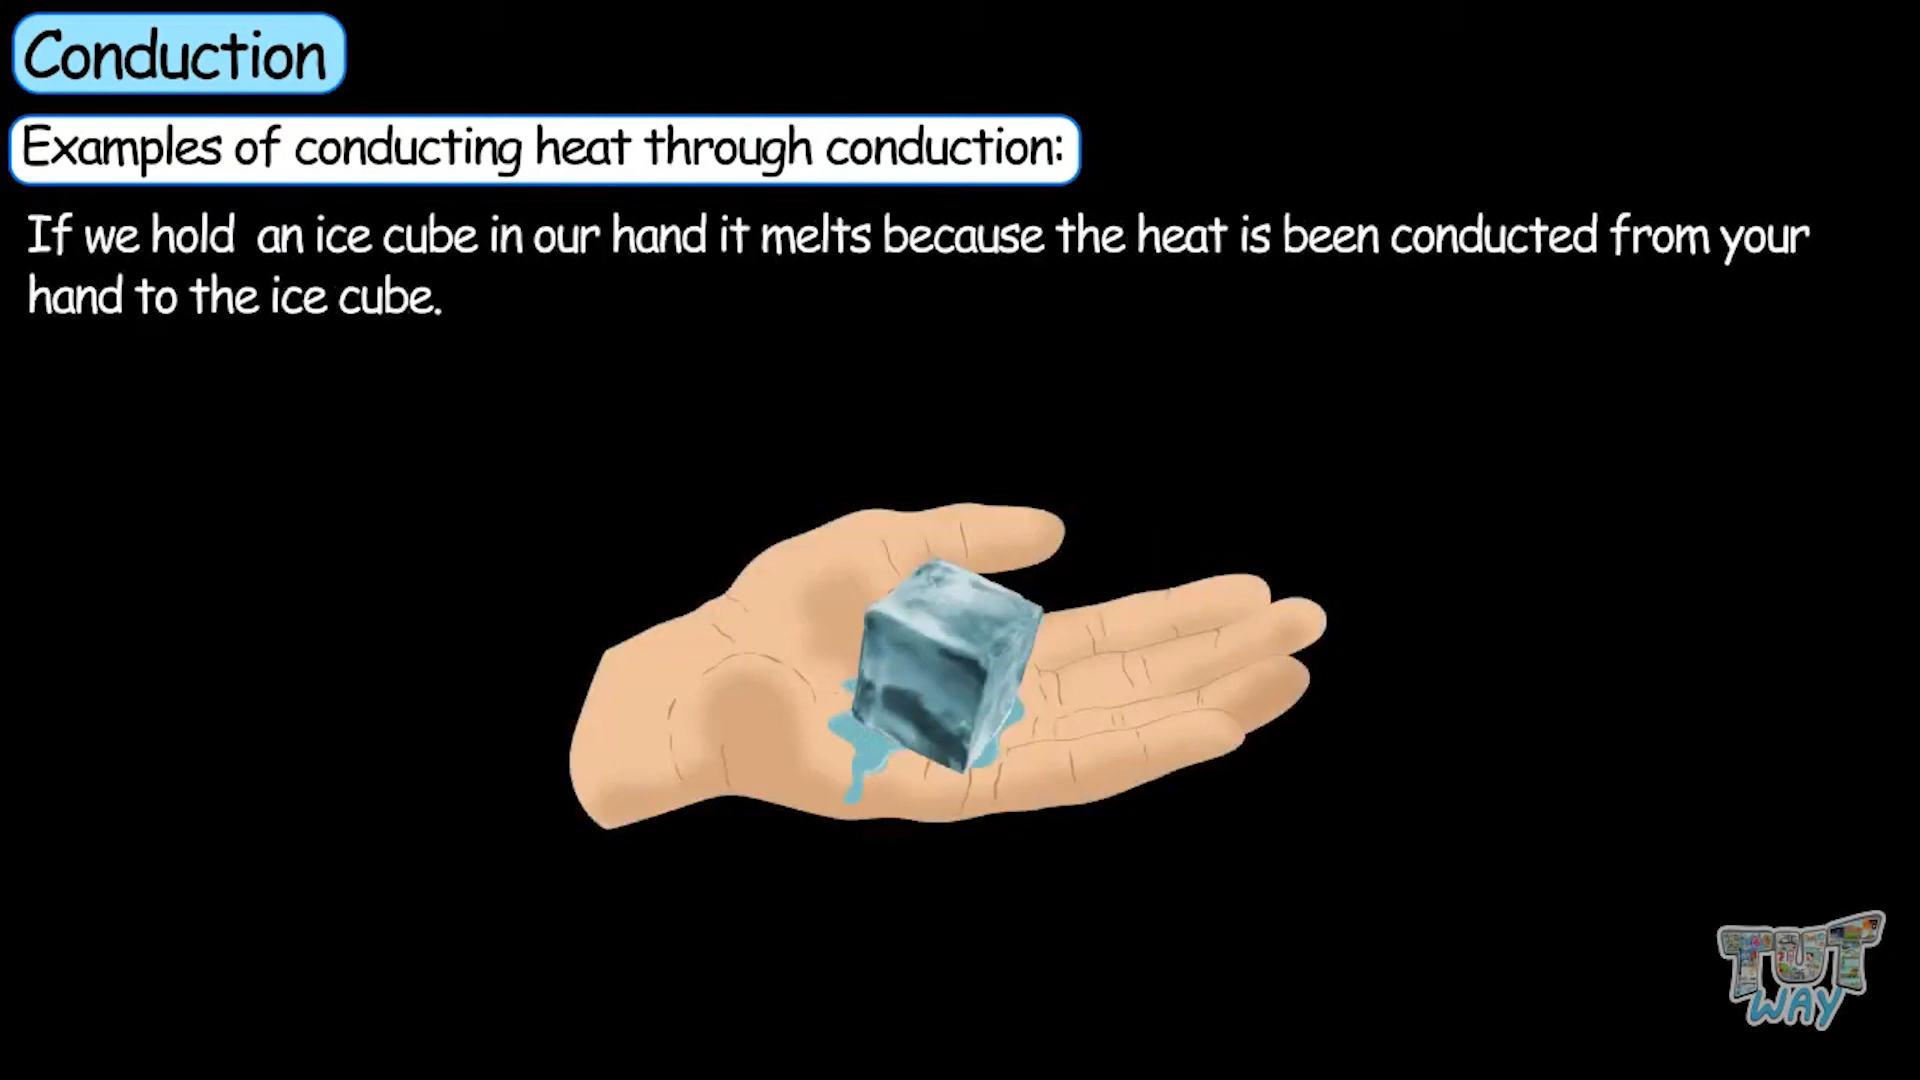 Conduction
Examples of conducting heat through conduction:
If we hold an ice cube in our hand it melts because the heat is been conducted from your
hand to the ice cube.
TUT
WAY